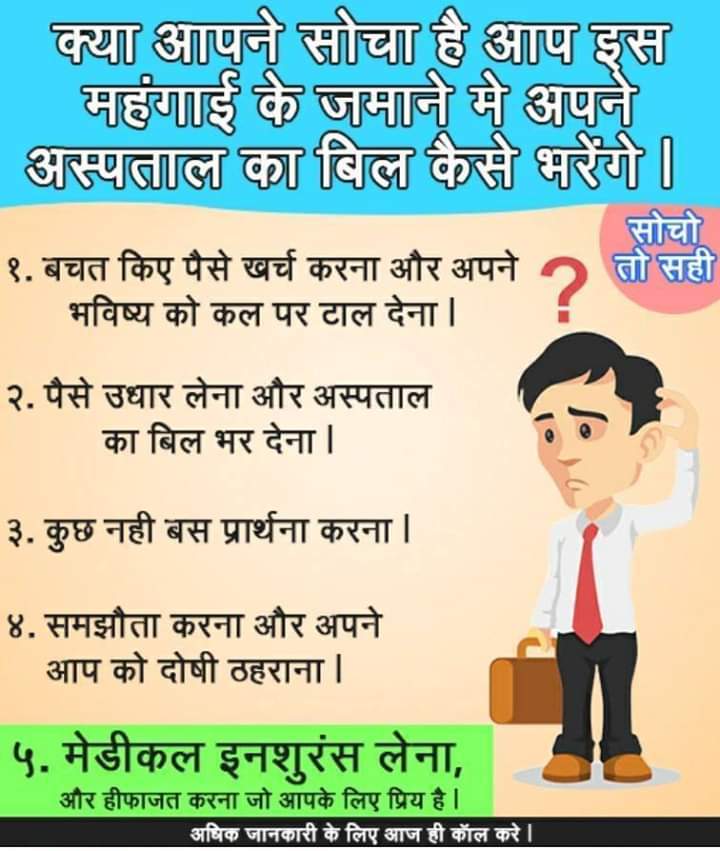 क्या आपने सोचा है आप इस
महंगाई के जमाने मे अपने
अस्पताल का बिल कैसे भरेंगे |
सोचो
तो सही
१. बचत किए पैसे खर्च करना और अपने
भविष्य को कल पर टाल देना |
?
२. पैसे उधार लेना और अस्पताल
का बिल भर देना |
३. कुछ नही बस प्रार्थना करना |
४. समझौता करना और अपने
आप को दोषी ठहराना |
५. मेडीकल इनशुरंस लेना,
और हीफाजत करना जो आपके लिए प्रिय है |
अधिक जानकारी के लिए आज ही कॅाल करे |